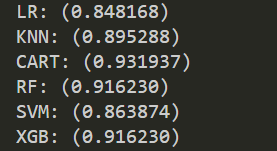 LR: (0.848168)
KNN: (0.895288)
CART: (0.931937)
RF: (0.916230)
SVM: (0.863874)
XGB: (0.916230)